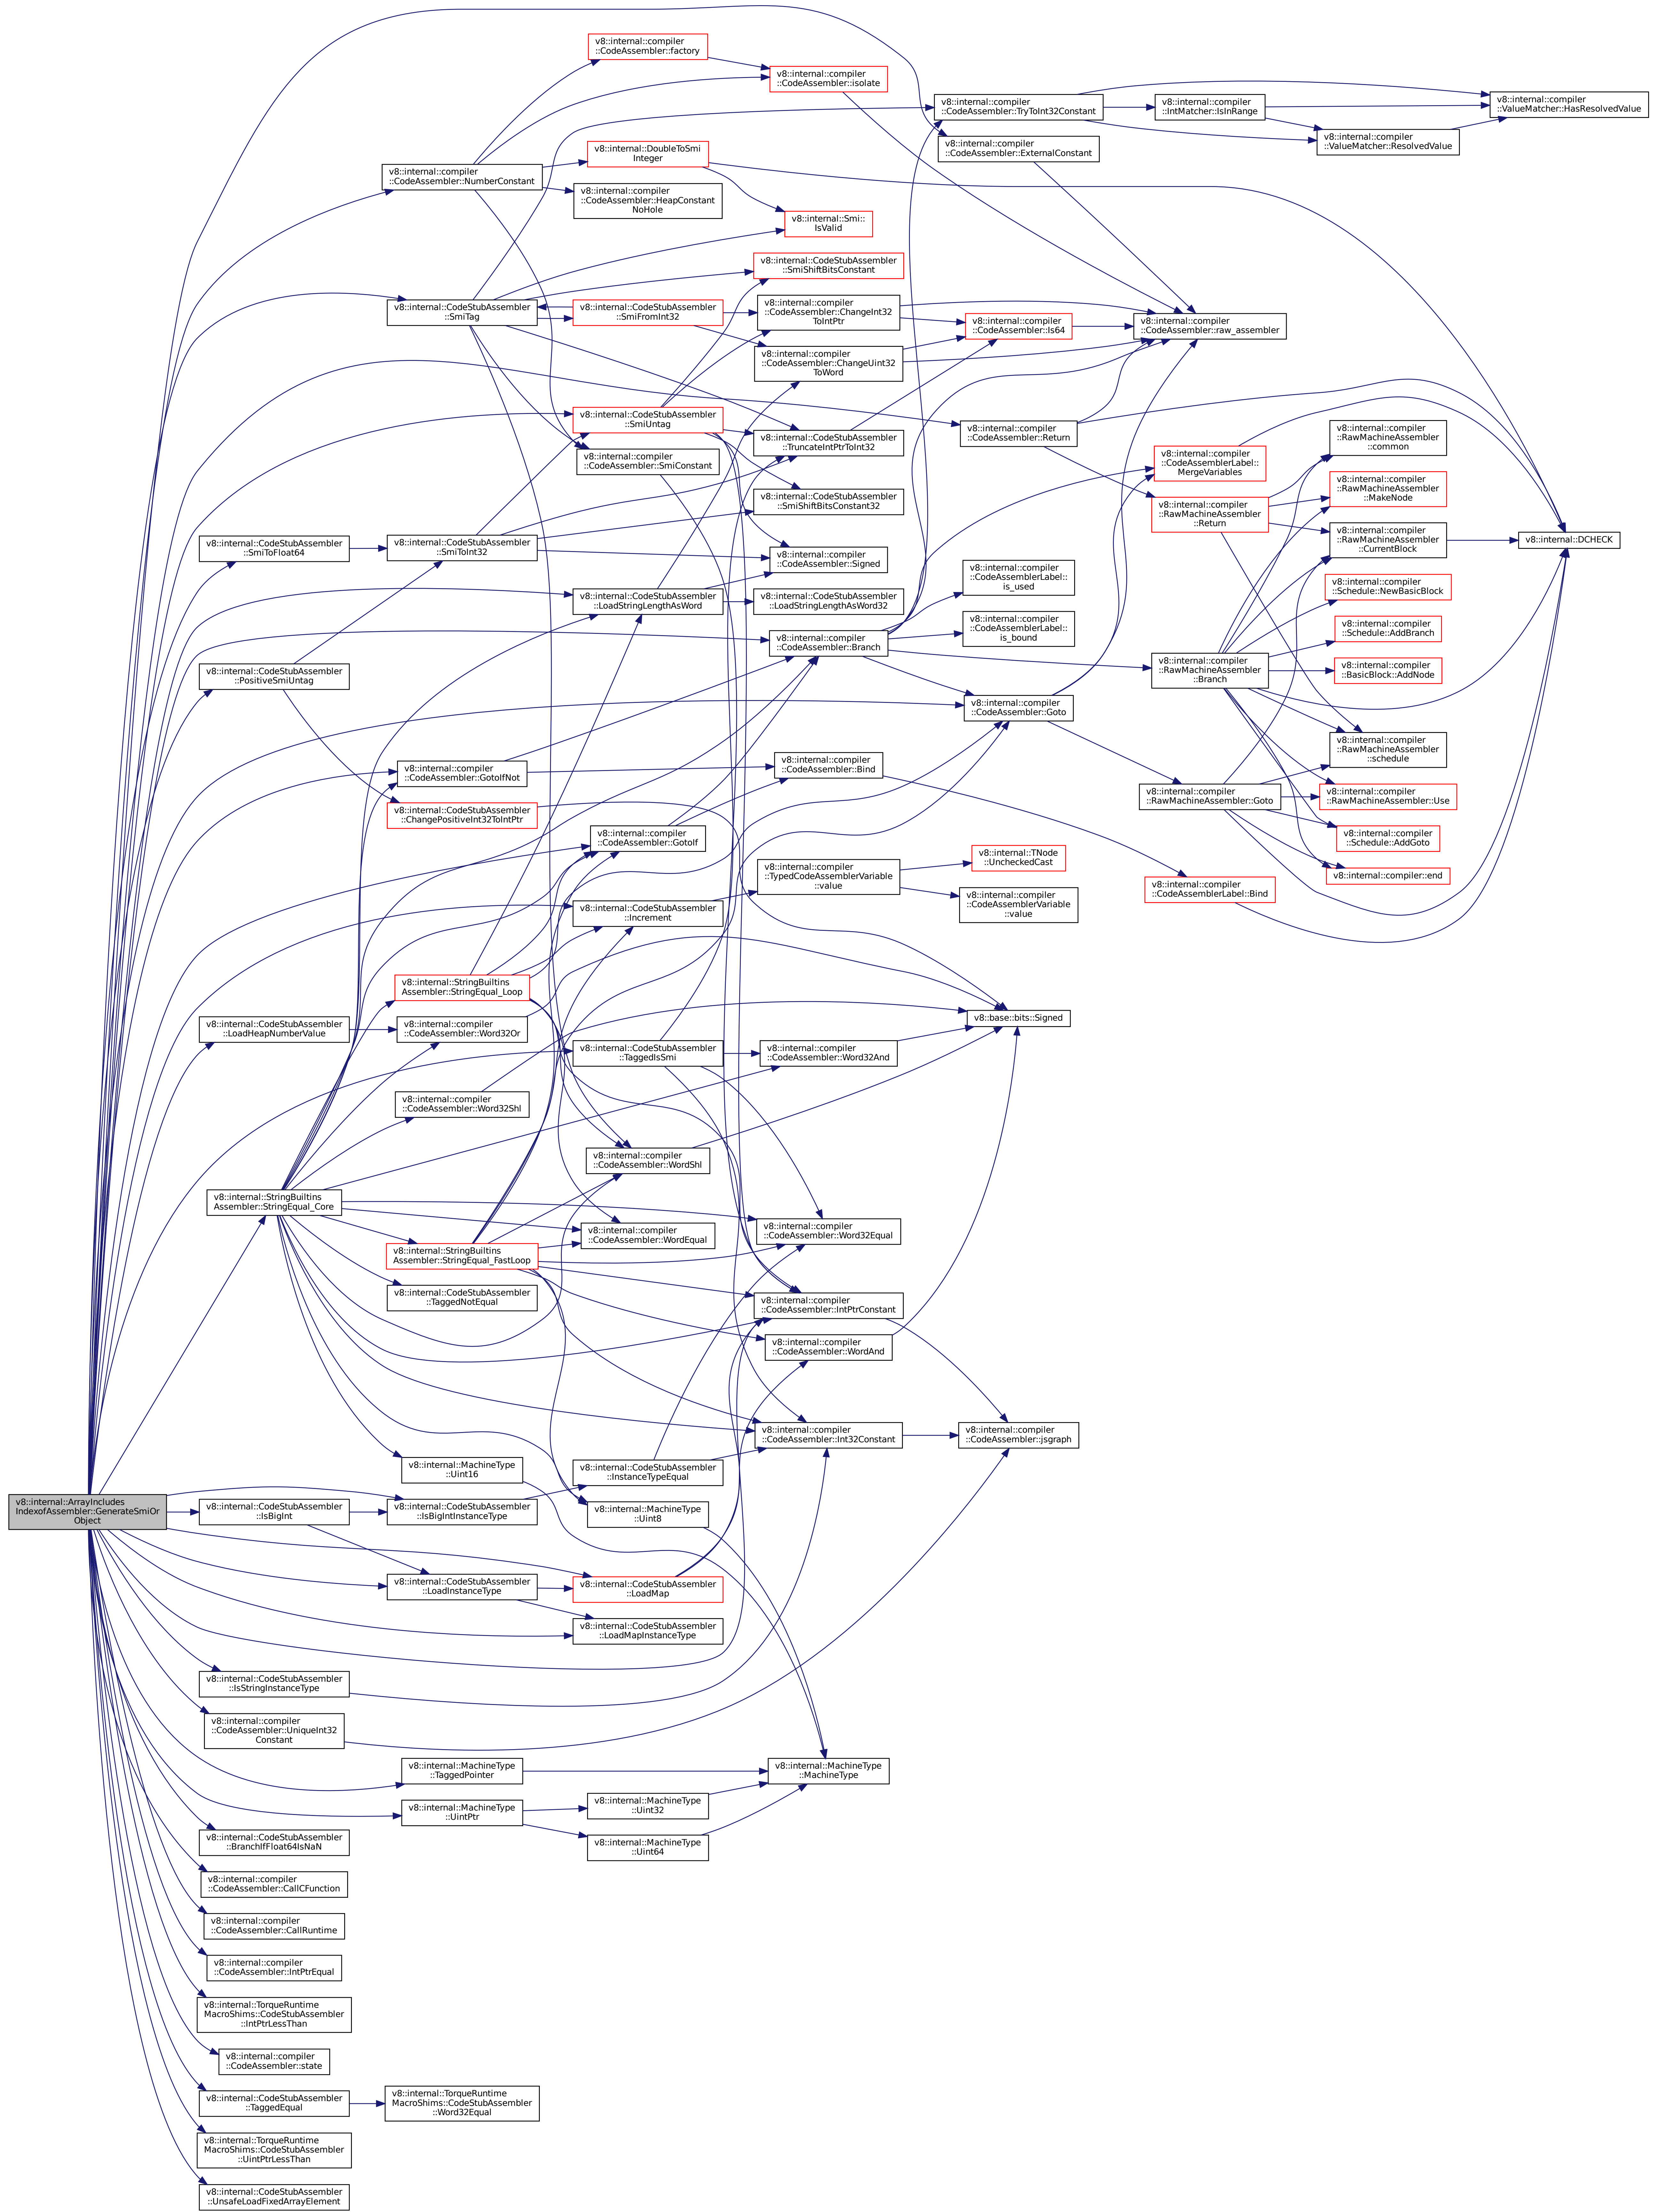 v8::internal::compiler
::CodeAssembler::factory
v8::internal::compiler
::CodeAssembler::isolate
v8::internal::compiler
::CodeAssembler::TryToInt32Constant
v8::internal::compiler
::IntMatcher::IsInRange
v8::internal::compiler
::ValueMatcher::HasResolvedValue
v8::internal::compiler
::ValueMatcher::ResolvedValue
v8::internal::compiler
::CodeAssembler::ExternalConstant
v8::internal::DoubleToSmi
Integer
v8::internal::compiler
::CodeAssembler::NumberConstant
v8::internal::compiler
::CodeAssembler::HeapConstant
NoHole
v8::internal::Smi::
IsValid
v8::internal::CodeStubAssembler
::SmiShiftBitsConstant
v8::internal::CodeStubAssembler
::SmiTag
v8::internal::CodeStubAssembler
::SmiFromInt32
v8::internal::compiler
::CodeAssembler::ChangeInt32
ToIntPtr
v8::internal::compiler
::CodeAssembler::Is64
v8::internal::compiler
::CodeAssembler::raw_assembler
v8::internal::compiler
::CodeAssembler::ChangeUint32
ToWord
v8::internal::CodeStubAssembler
::SmiUntag
v8::internal::compiler
::CodeAssembler::Return
v8::internal::CodeStubAssembler
::TruncateIntPtrToInt32
v8::internal::compiler
::CodeAssembler::SmiConstant
v8::internal::compiler
::CodeAssemblerLabel::
MergeVariables
v8::internal::compiler
::RawMachineAssembler
::common
v8::internal::compiler
::RawMachineAssembler
::MakeNode
v8::internal::compiler
::RawMachineAssembler
::Return
v8::internal::CodeStubAssembler
::SmiShiftBitsConstant32
v8::internal::compiler
::RawMachineAssembler
::CurrentBlock
v8::internal::DCHECK
v8::internal::CodeStubAssembler
::SmiToFloat64
v8::internal::CodeStubAssembler
::SmiToInt32
v8::internal::compiler
::CodeAssembler::Signed
v8::internal::compiler
::CodeAssemblerLabel::
is_used
v8::internal::compiler
::Schedule::NewBasicBlock
v8::internal::CodeStubAssembler
::LoadStringLengthAsWord
v8::internal::CodeStubAssembler
::LoadStringLengthAsWord32
v8::internal::compiler
::CodeAssemblerLabel::
is_bound
v8::internal::compiler
::Schedule::AddBranch
v8::internal::compiler
::CodeAssembler::Branch
v8::internal::compiler
::RawMachineAssembler
::Branch
v8::internal::compiler
::BasicBlock::AddNode
v8::internal::CodeStubAssembler
::PositiveSmiUntag
v8::internal::compiler
::CodeAssembler::Goto
v8::internal::compiler
::RawMachineAssembler
::schedule
v8::internal::compiler
::CodeAssembler::GotoIfNot
v8::internal::compiler
::CodeAssembler::Bind
v8::internal::compiler
::RawMachineAssembler::Goto
v8::internal::compiler
::RawMachineAssembler::Use
v8::internal::CodeStubAssembler
::ChangePositiveInt32ToIntPtr
v8::internal::compiler
::CodeAssembler::GotoIf
v8::internal::compiler
::Schedule::AddGoto
v8::internal::TNode
::UncheckedCast
v8::internal::compiler
::TypedCodeAssemblerVariable
::value
v8::internal::compiler::end
v8::internal::compiler
::CodeAssemblerLabel::Bind
v8::internal::CodeStubAssembler
::Increment
v8::internal::compiler
::CodeAssemblerVariable
::value
v8::internal::StringBuiltins
Assembler::StringEqual_Loop
v8::base::bits::Signed
v8::internal::CodeStubAssembler
::LoadHeapNumberValue
v8::internal::compiler
::CodeAssembler::Word32Or
v8::internal::CodeStubAssembler
::TaggedIsSmi
v8::internal::compiler
::CodeAssembler::Word32And
v8::internal::compiler
::CodeAssembler::Word32Shl
v8::internal::compiler
::CodeAssembler::WordShl
v8::internal::StringBuiltins
Assembler::StringEqual_Core
v8::internal::compiler
::CodeAssembler::WordEqual
v8::internal::compiler
::CodeAssembler::Word32Equal
v8::internal::StringBuiltins
Assembler::StringEqual_FastLoop
v8::internal::CodeStubAssembler
::TaggedNotEqual
v8::internal::compiler
::CodeAssembler::IntPtrConstant
v8::internal::compiler
::CodeAssembler::WordAnd
v8::internal::compiler
::CodeAssembler::Int32Constant
v8::internal::compiler
::CodeAssembler::jsgraph
v8::internal::MachineType
::Uint16
v8::internal::CodeStubAssembler
::InstanceTypeEqual
v8::internal::ArrayIncludes
IndexofAssembler::GenerateSmiOr
Object
v8::internal::CodeStubAssembler
::IsBigInt
v8::internal::CodeStubAssembler
::IsBigIntInstanceType
v8::internal::MachineType
::Uint8
v8::internal::CodeStubAssembler
::LoadInstanceType
v8::internal::CodeStubAssembler
::LoadMap
v8::internal::CodeStubAssembler
::LoadMapInstanceType
v8::internal::CodeStubAssembler
::IsStringInstanceType
v8::internal::compiler
::CodeAssembler::UniqueInt32
Constant
v8::internal::MachineType
::TaggedPointer
v8::internal::MachineType
::MachineType
v8::internal::MachineType
::UintPtr
v8::internal::MachineType
::Uint32
v8::internal::MachineType
::Uint64
v8::internal::CodeStubAssembler
::BranchIfFloat64IsNaN
v8::internal::compiler
::CodeAssembler::CallCFunction
v8::internal::compiler
::CodeAssembler::CallRuntime
v8::internal::compiler
::CodeAssembler::IntPtrEqual
v8::internal::TorqueRuntime
MacroShims::CodeStubAssembler
::IntPtrLessThan
v8::internal::compiler
::CodeAssembler::state
v8::internal::CodeStubAssembler
::TaggedEqual
v8::internal::TorqueRuntime
MacroShims::CodeStubAssembler
::Word32Equal
v8::internal::TorqueRuntime
MacroShims::CodeStubAssembler
::UintPtrLessThan
v8::internal::CodeStubAssembler
::UnsafeLoadFixedArrayElement